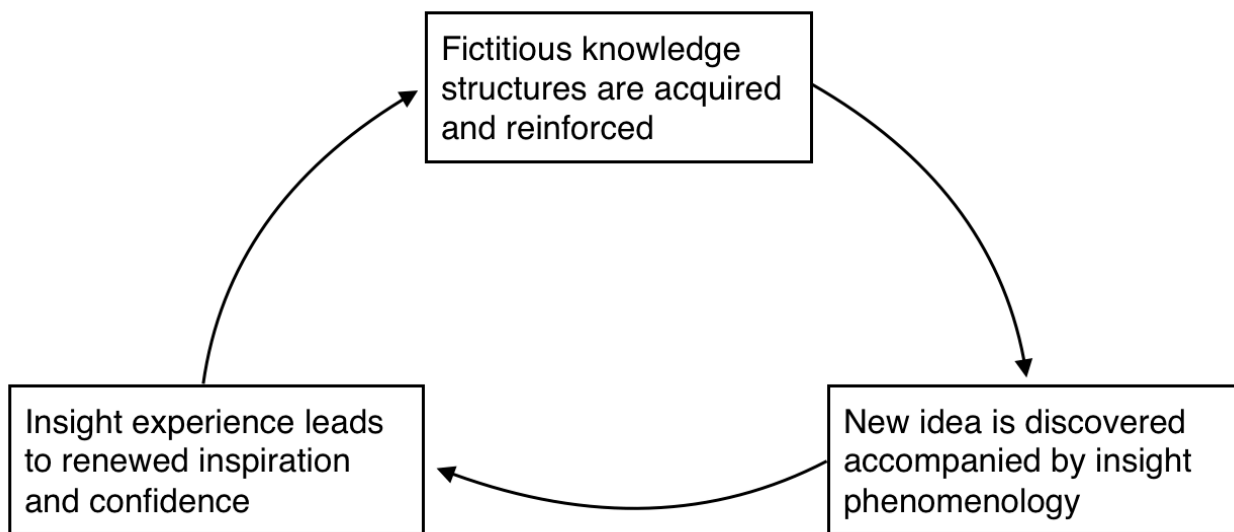 Fictitious knowledge
structures are acquired
and reinforced
Insight experience leads
to renewed inspiration
and confidence
New idea is discovered
accompanied by insight
phenomenology